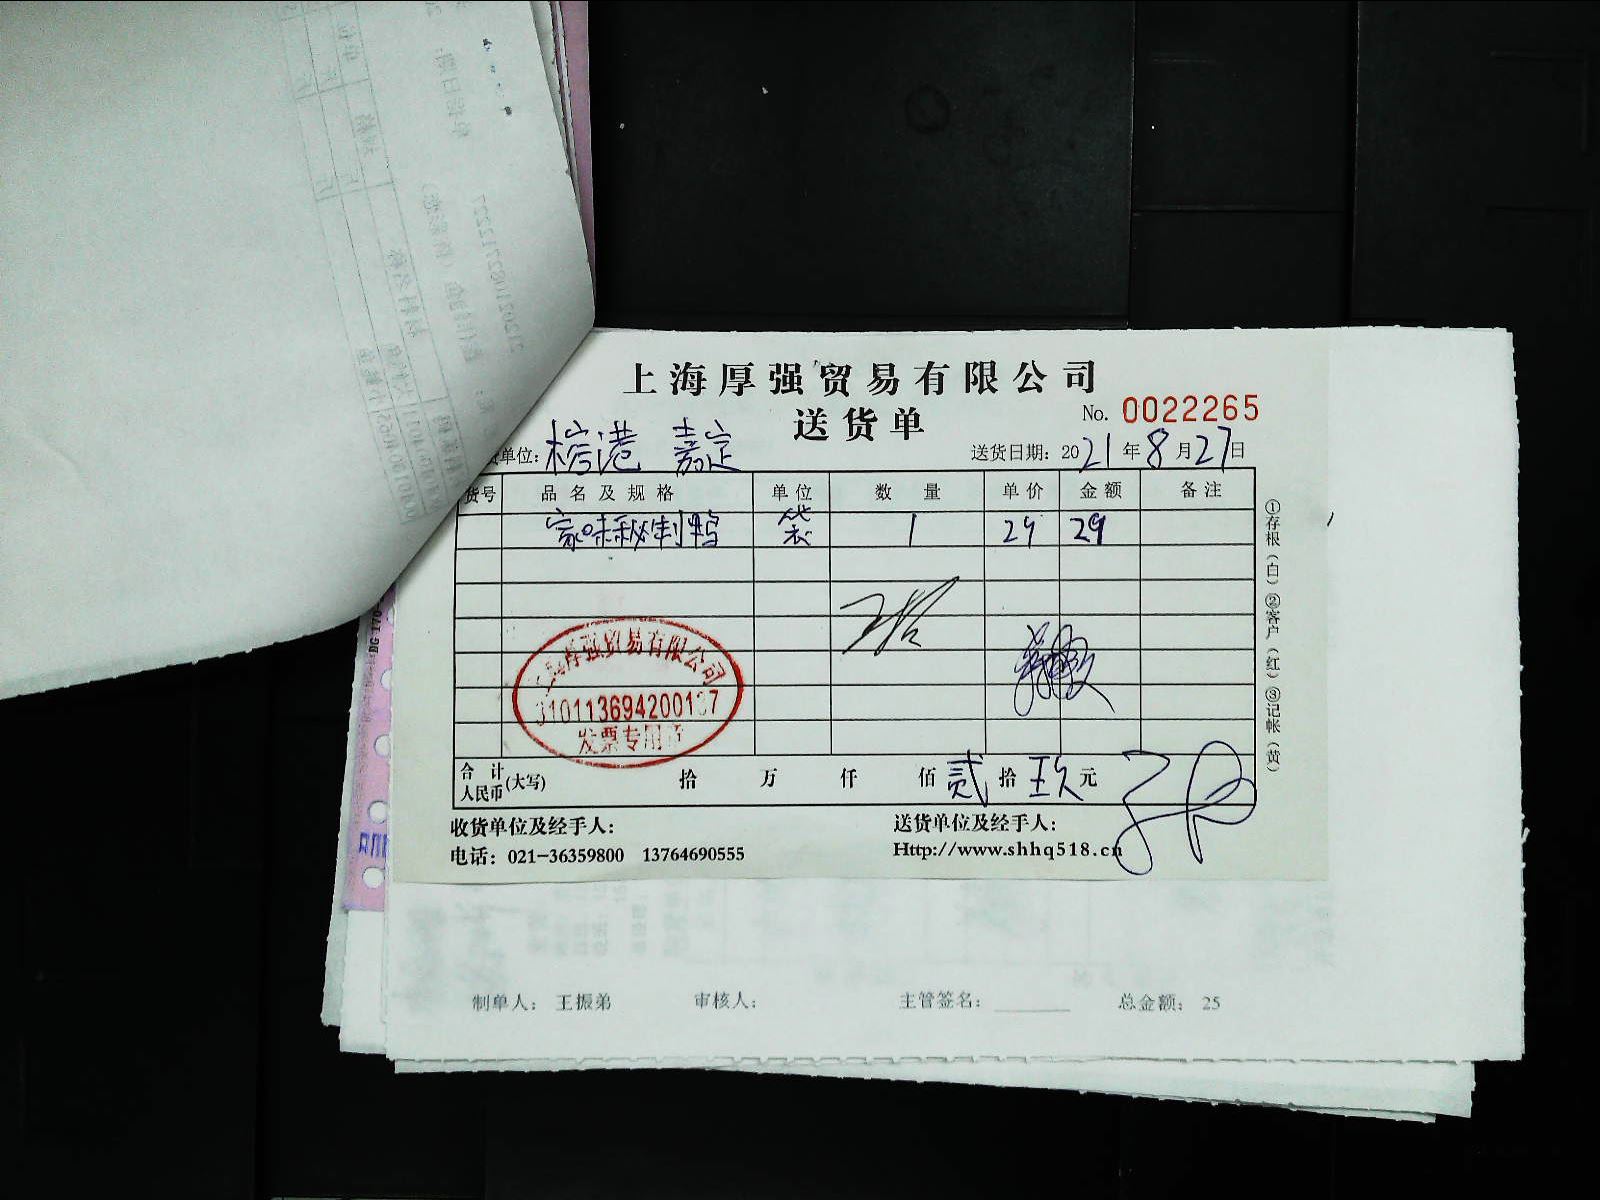 上海厚强贸易有限公司
送货单
No. 0022265
单位: 榕港 嘉定
送货日期: 2021年8月27日
货号 品名及规格 单位 数量 单价 金额 备注
家味秘制鸭 袋 1 29 29
厚强贸易有限公司
发票专用
合计人民币(大写) 拾 万 仟 佰 贰 拾 玖 元
①存根(白)②客户(红)③记帐(黄)
收货单位及经手人:
送货单位及经手人:
电话: 021-36359800 13764690555
Http://www.shhq518.cn
制单人: 王振弟 审核人: 主管签名: 总金额: 25